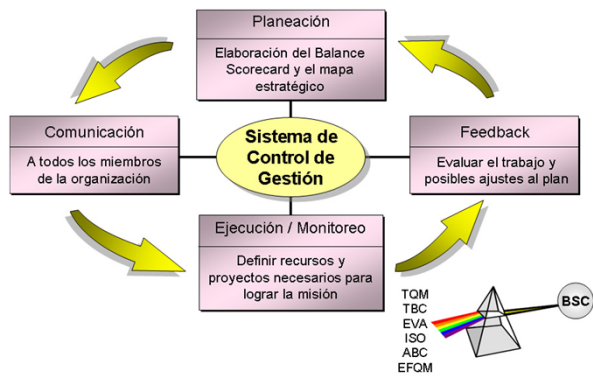 Planeación
Elaboración del Balance
Scorecard y el mapa
estratégico
Comunicación
A todos los miembros
de la organización
Sistema de
Control de
Gestión
Feedback
Evaluar el trabajo y
posibles ajustes al plan
Ejecución / Monitoreo
Definir recursos y
proyectos necesarios para
lograr la misión
TQM
TBC
EVA
ISO
ABC
EFQM
BSC